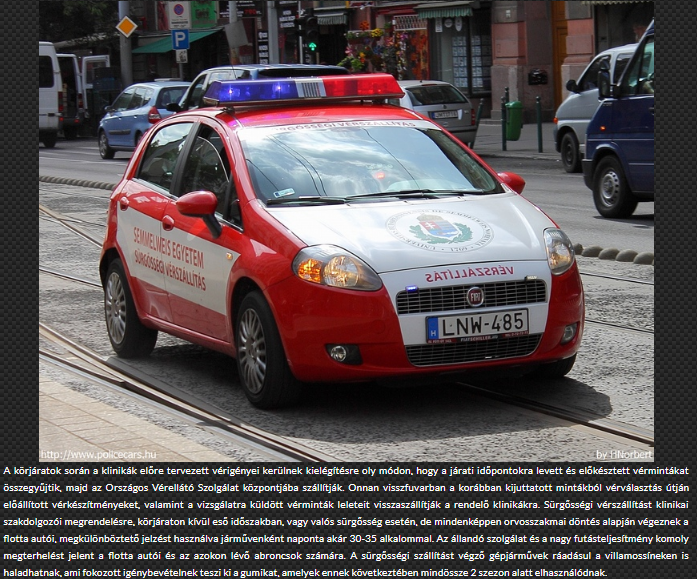 P
SÜRGŐSSÉGI VÉRSZÁLLÍTÁS
SEMMELWEIS EGYETEM
SÜRGŐSSÉGI VÉRSZÁLLÍTÁS
VÉRSZÁLLÍTÁS
FIAT
H LNW-485
http://www.policecars.hu
by HNorbert
A körjáratok során a klinikák előre tervezett vérigényei kerülnek kielégítésre oly módon, hogy a járati időpontokra levett és előkészített vérmintákat
összegyűjtik, majd az Országos Vérellátó Szolgálat központjába szállítják. Onnan visszfuvarban a korábban kijuttatott mintákból vérválasztás útján
előállított vérkészítményeket, valamint a vizsgálatra küldött vérminták leleteit visszaszállítják a rendelő klinikákra. Sürgősségi vérszállítást klinikai
szakdolgozói megrendelésre, körjáraton kívül eső időszakban, vagy valós sürgősség esetén, de mindenképpen orvosszakmai döntés alapján végeznek a
flotta autói, megkülönböztető jelzést használva járművenként naponta akár 30-35 alkalommal. Az állandó szolgálat és a nagy futásteljesítmény komoly
megterhelést jelent a flotta autói és az azokon lévő abroncsok számára. A sürgősségi szállítást végző gépjárművek ráadásul a villamossíneken is
haladhatnak, ami fokozott igénybevételnek teszi ki a gumikat, amelyek ennek következtében mindössze 2 szezon alatt elhasználódnak.